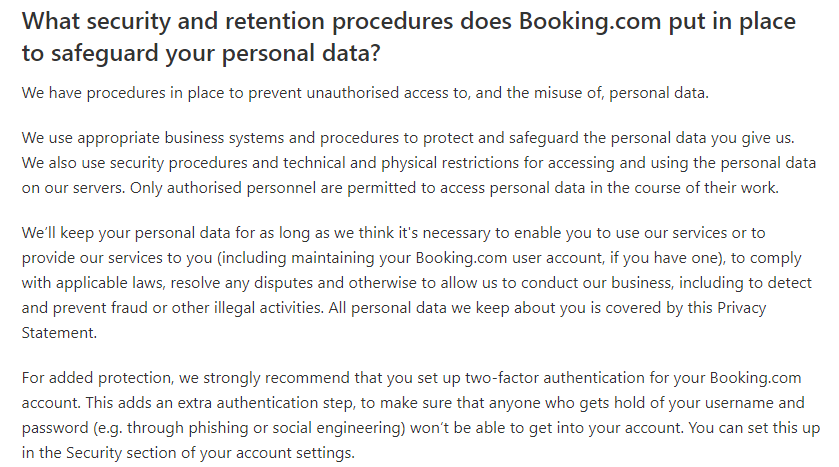 What security and retention procedures does Booking.com put in place
to safeguard your personal data?
We have procedures in place to prevent unauthorised access to, and the misuse of, personal data.
We use appropriate business systems and procedures to protect and safeguard the personal data you give us.
We also use security procedures and technical and physical restrictions for accessing and using the personal data
on our servers. Only authorised personnel are permitted to access personal data in the course of their work.
We'll keep your personal data for as long as we think it's necessary to enable you to use our services or to
provide our services to you (including maintaining your Booking.com user account, if you have one), to comply
with applicable laws, resolve any disputes and otherwise to allow us to conduct our business, including to detect
and prevent fraud or other illegal activities. All personal data we keep about you is covered by this Privacy
Statement.
For added protection, we strongly recommend that you set up two-factor authentication for your Booking.com
account. This adds an extra authentication step, to make sure that anyone who gets hold of your username and
password (e.g. through phishing or social engineering) won't be able to get into your account. You can set this up
in the Security section of your account settings.